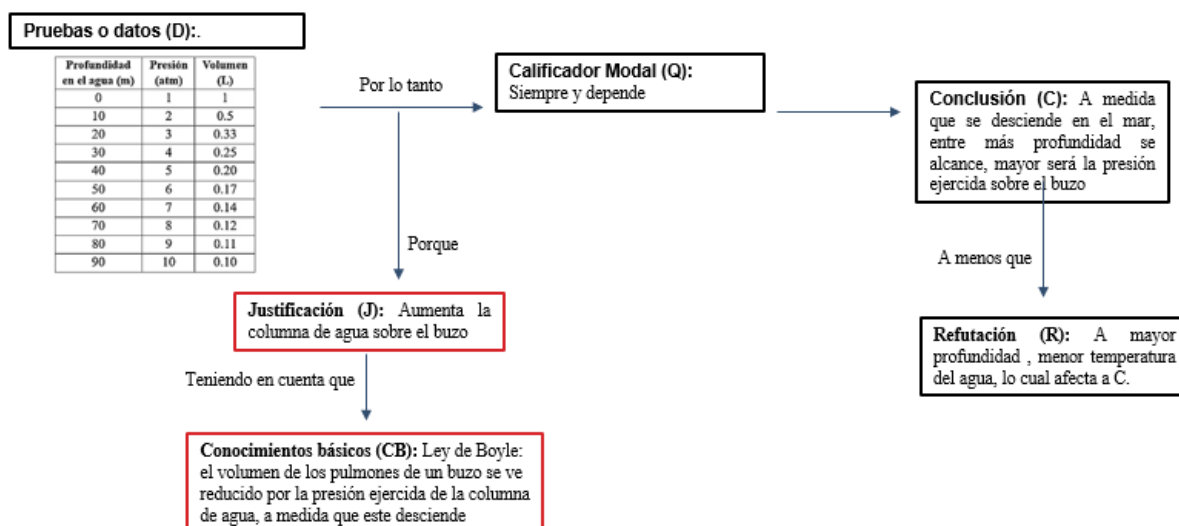 Pruebas o datos (D):.
Profundidad en el agua (m) Presión (atm) Volumen (L)
0 1 1
10 2 0.5
20 3 0.33
30 4 0.25
40 5 0.20
50 6 0.17
60 7 0.14
70 8 0.12
80 9 0.11
90 10 0.10
Por lo tanto
Calificador Modal (Q):
Siempre y depende
Conclusión (C): A medida
que se desciende en el mar,
entre más profundidad se
alcance, mayor será la presión
ejercida sobre el buzo
Porque
A menos que
Justificación (J): Aumenta la
columna de agua sobre el buzo
Refutación (R): A mayor
profundidad , menor temperatura
del agua, lo cual afecta a C.
Teniendo en cuenta que
Conocimientos básicos (CB): Ley de Boyle:
el volumen de los pulmones de un buzo se ve
reducido por la presión ejercida de la columna
de agua, a medida que este desciende